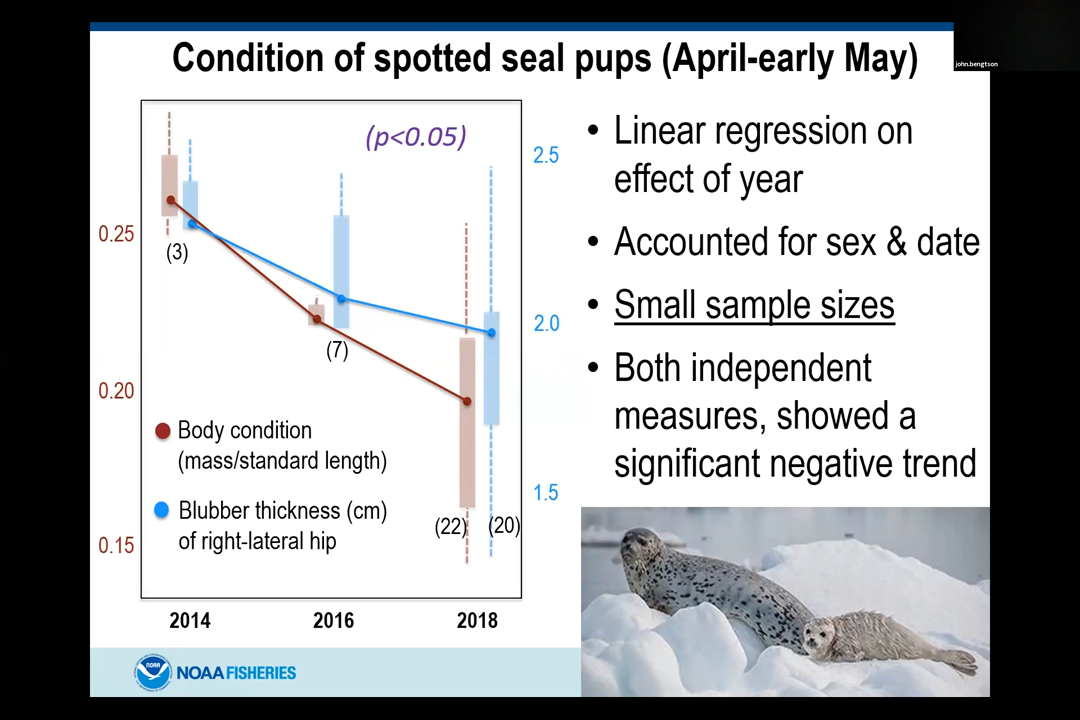 Condition of spotted seal pups (April-early May)
john.bengtson
(p<0.05)
2.5
2.0
1.5
0.25
0.20
0.15
(3)
(7)
(22)
(20)
Body condition
(mass/standard length)
Blubber thickness (cm)
of right-lateral hip
2014
2016
2018
• Linear regression on
effect of year
• Accounted for sex & date
• Small sample sizes
• Both independent
measures, showed a
significant negative trend
NOAA
NOAA FISHERIES